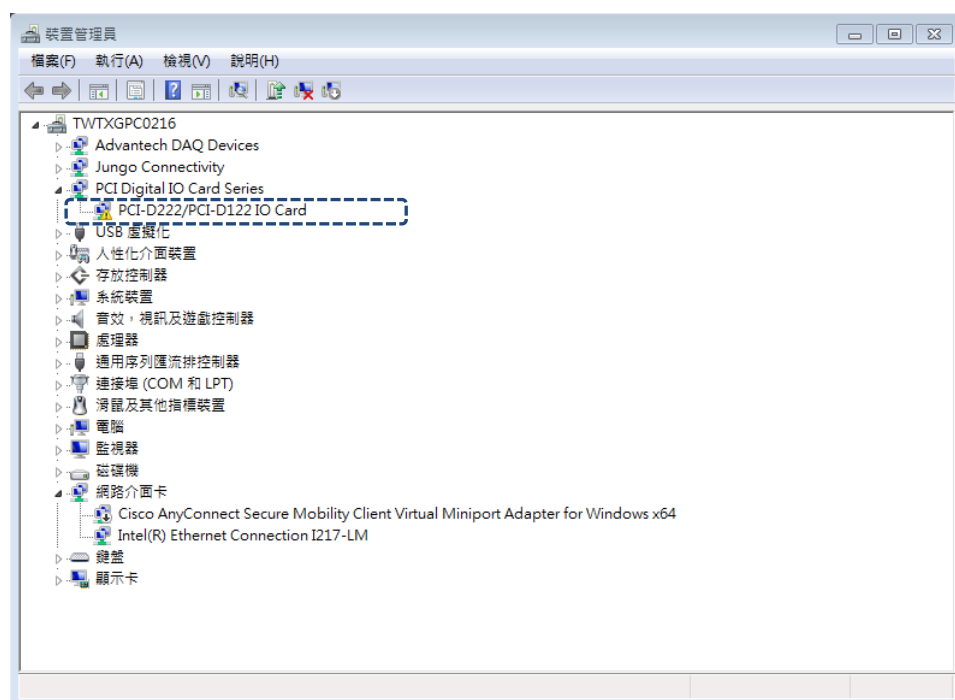 裝置管理員
檔案(F) 執行(A) 檢視(V) 說明(H)
TWTXGPC0216
Advantech DAQ Devices
Jungo Connectivity
PCI Digital IO Card Series
PCI-D222/PCI-D122 IO Card
USB 虛擬化
人性化介面裝置
存放控制器
系統裝置
音效，視訊及遊戲控制器
處理器
通用序列匯流排控制器
連接埠 (COM 和 LPT)
滑鼠及其他指標裝置
電腦
監視器
磁碟機
網路介面卡
Cisco AnyConnect Secure Mobility Client Virtual Miniport Adapter for Windows x64
Intel(R) Ethernet Connection I217-LM
鍵盤
顯示卡